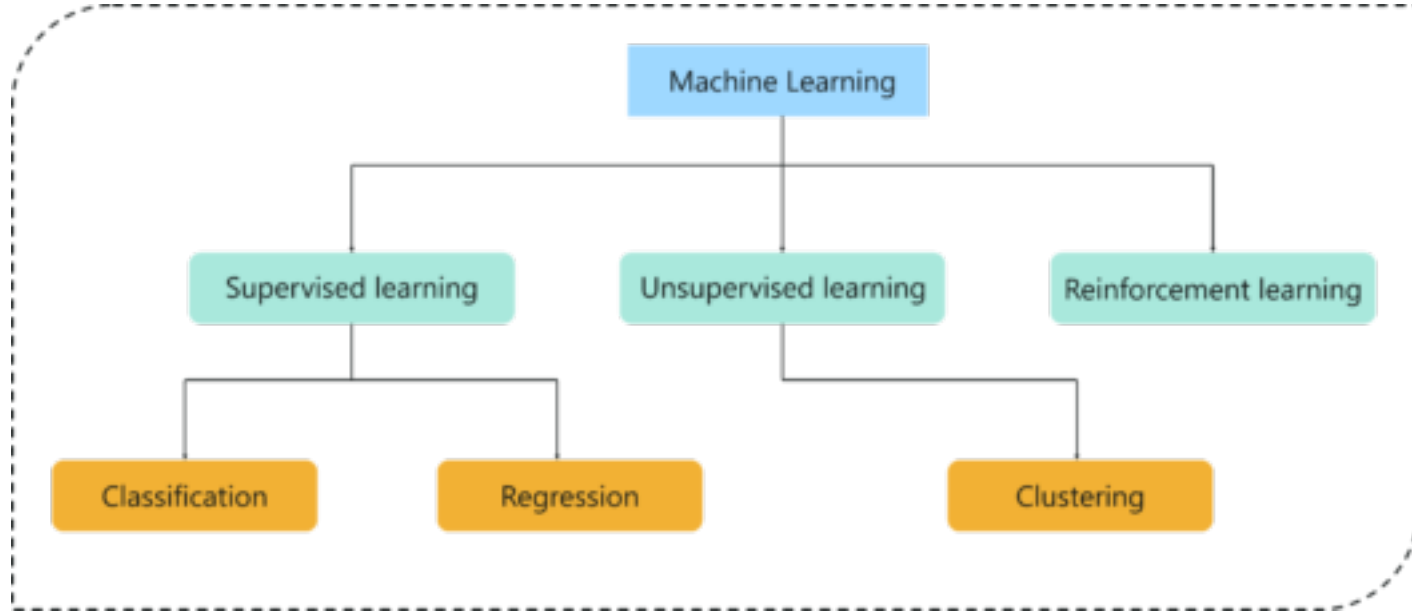 Machine Learning
Supervised learning
Unsupervised learning
Reinforcement learning
Classification
Regression
Clustering